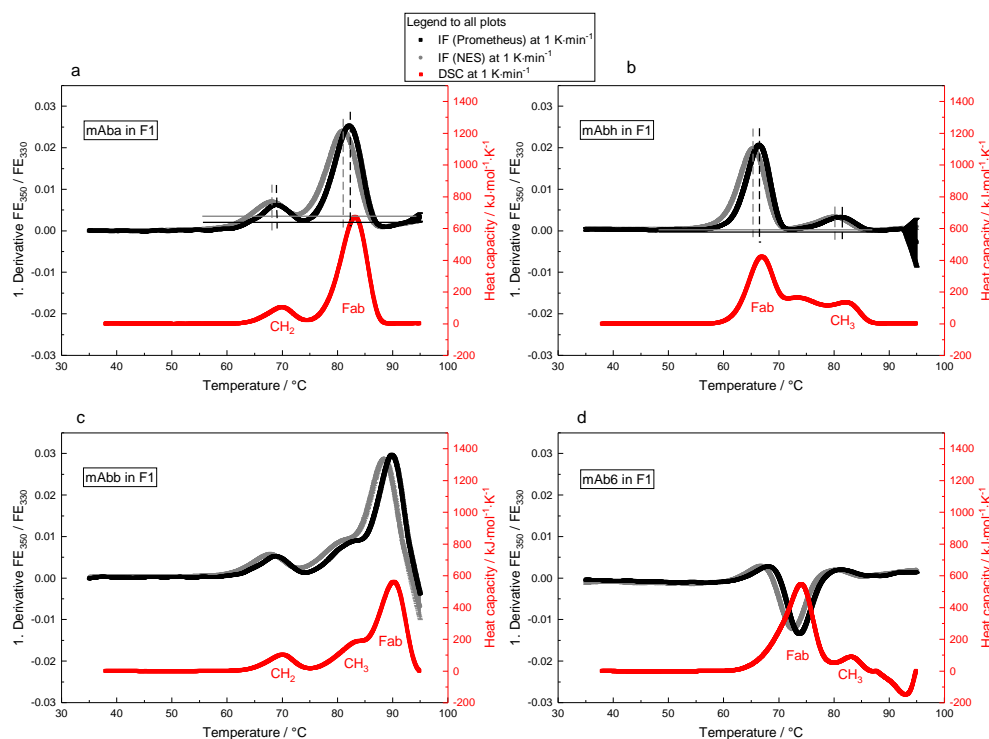 Legend to all plots
IF (Prometheus) at 1 K·min⁻¹
IF (NES) at 1 K·min⁻¹
DSC at 1 K·min⁻¹
a
mAba in F1
0.03
0.02
0.01
0.00
-0.01
-0.02
-0.03
1. Derivative FE₃₅₀ / FE₃₃₀
1400
1200
1000
800
600
400
200
0
-200
Heat capacity / kJ·mol⁻¹·K⁻¹
CH₂
Fab
30 40 50 60 70 80 90 100
Temperature / °C
b
mAbh in F1
0.03
0.02
0.01
0.00
-0.01
-0.02
-0.03
1. Derivative FE₃₅₀ / FE₃₃₀
1400
1200
1000
800
600
400
200
0
-200
Heat capacity / kJ·mol⁻¹·K⁻¹
Fab
CH₃
30 40 50 60 70 80 90 100
Temperature / °C
c
mAbb in F1
0.03
0.02
0.01
0.00
-0.01
-0.02
-0.03
1. Derivative FE₃₅₀ / FE₃₃₀
1400
1200
1000
800
600
400
200
0
-200
Heat capacity / kJ·mol⁻¹·K⁻¹
CH₂
CH₃
Fab
30 40 50 60 70 80 90 100
Temperature / °C
d
mAb6 in F1
0.03
0.02
0.01
0.00
-0.01
-0.02
-0.03
1. Derivative FE₃₅₀ / FE₃₃₀
1400
1200
1000
800
600
400
200
0
-200
Heat capacity / kJ·mol⁻¹·K⁻¹
Fab
CH₃
30 40 50 60 70 80 90 100
Temperature / °C